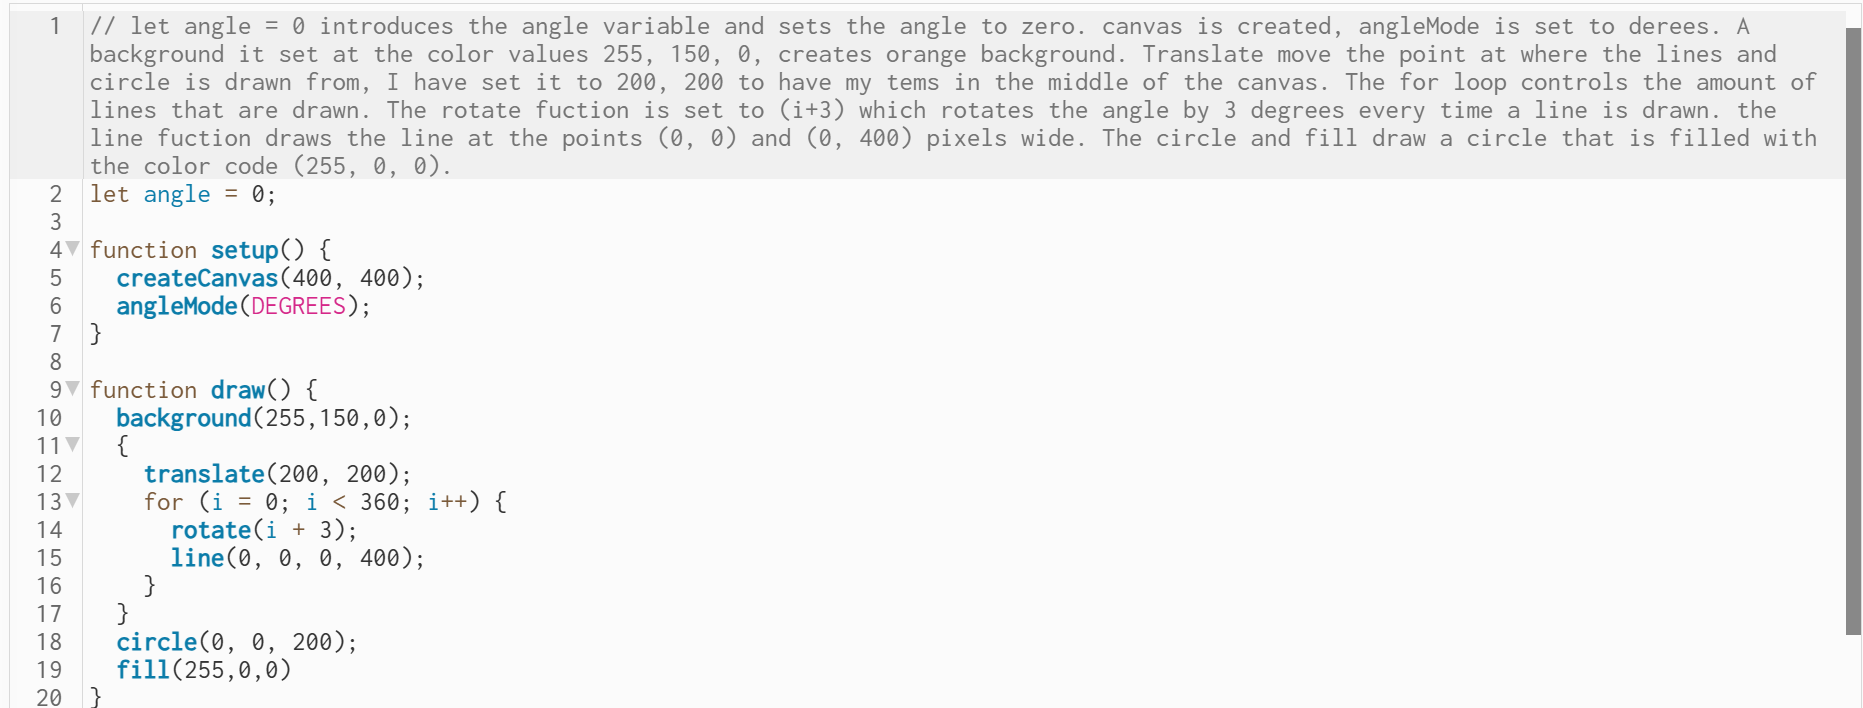 1 // let angle = 0 introduces the angle variable and sets the angle to zero. canvas is created, angleMode is set to derees. A
background it set at the color values 255, 150, 0, creates orange background. Translate move the point at where the lines and
circle is drawn from, I have set it to 200, 200 to have my tems in the middle of the canvas. The for loop controls the amount of
lines that are drawn. The rotate fuction is set to (i+3) which rotates the angle by 3 degrees every time a line is drawn. the
line fuction draws the line at the points (0, 0) and (0, 400) pixels wide. The circle and fill draw a circle that is filled with
the color code (255, 0, 0).
2 let angle = 0;
3
4 function setup() {
5   createCanvas(400, 400);
6   angleMode(DEGREES);
7 }
8
9 function draw() {
10   background(255,150,0);
11   {
12     translate(200, 200);
13     for (i = 0; i < 360; i++) {
14       rotate(i + 3);
15       line(0, 0, 0, 400);
16     }
17   }
18   circle(0, 0, 200);
19   fill(255,0,0)
20 }